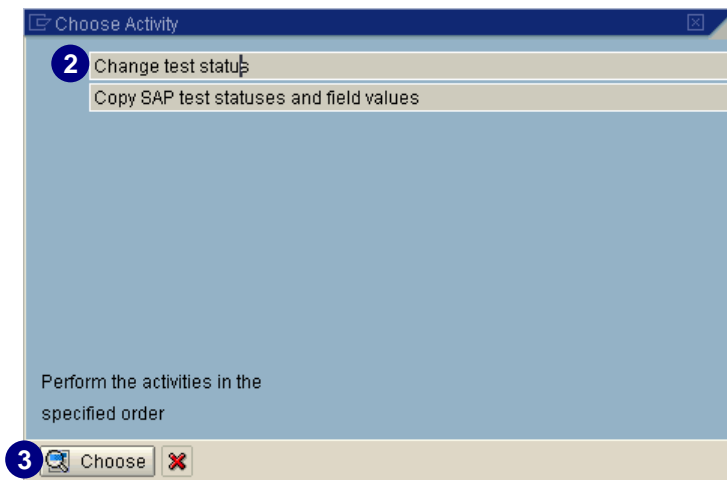 Choose Activity
2 Change test status
Copy SAP test statuses and field values
Perform the activities in the
specified order
3 Choose